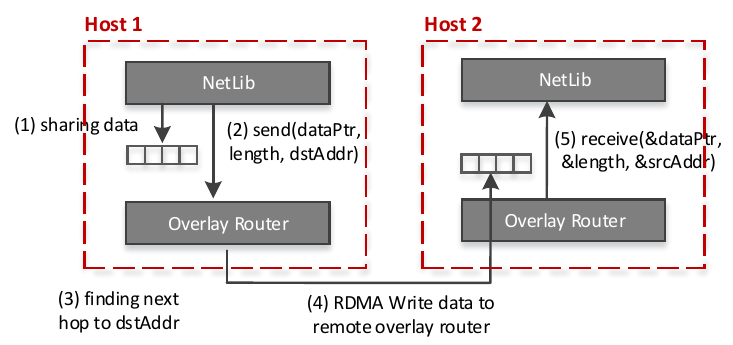 Host 1
Host 2
NetLib
NetLib
(1) sharing data
(2) send(dataPtr,
length, dstAddr)
(5) receive(&dataPtr,
&length, &srcAddr)
Overlay Router
Overlay Router
(3) finding next
hop to dstAddr
(4) RDMA Write data to
remote overlay router